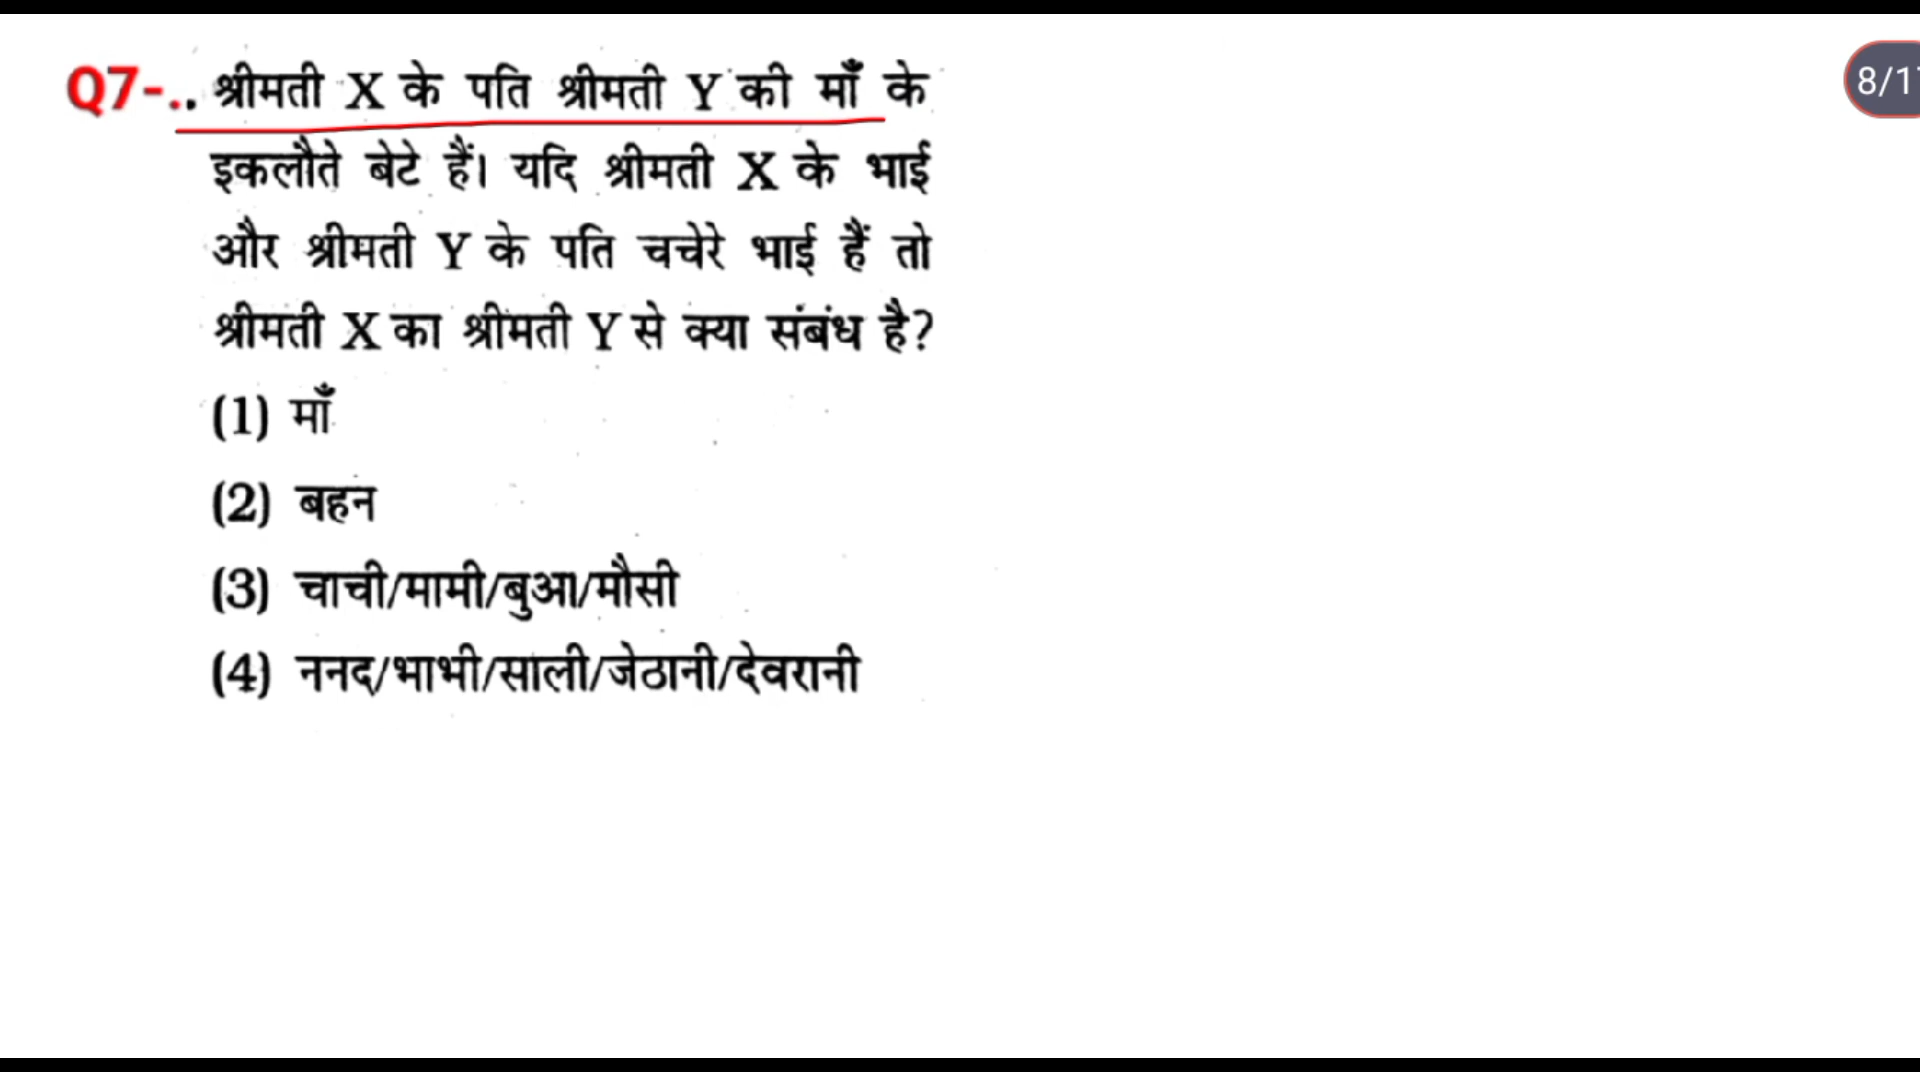 Q7-.. श्रीमती X के पति श्रीमती Y की माँ के
8/1
इकलौते बेटे हैं। यदि श्रीमती X के भाई
और श्रीमती Y के पति चचेरे भाई हैं तो
श्रीमती X का श्रीमती Y से क्या संबंध है?
(1) माँ
(2) बहन
(3) चाची/मामी/बुआ/मौसी
(4) ननद/भाभी/साली/जेठानी/देवरानी